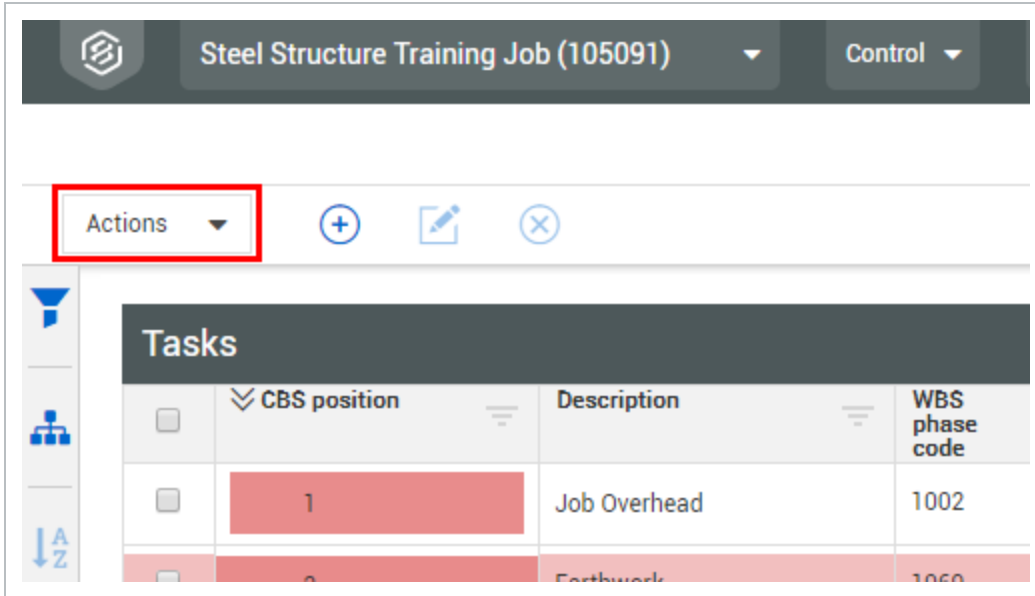 Steel Structure Training Job (105091) Control
Actions
Tasks
CBS position Description WBS phase code
1 Job Overhead 1002